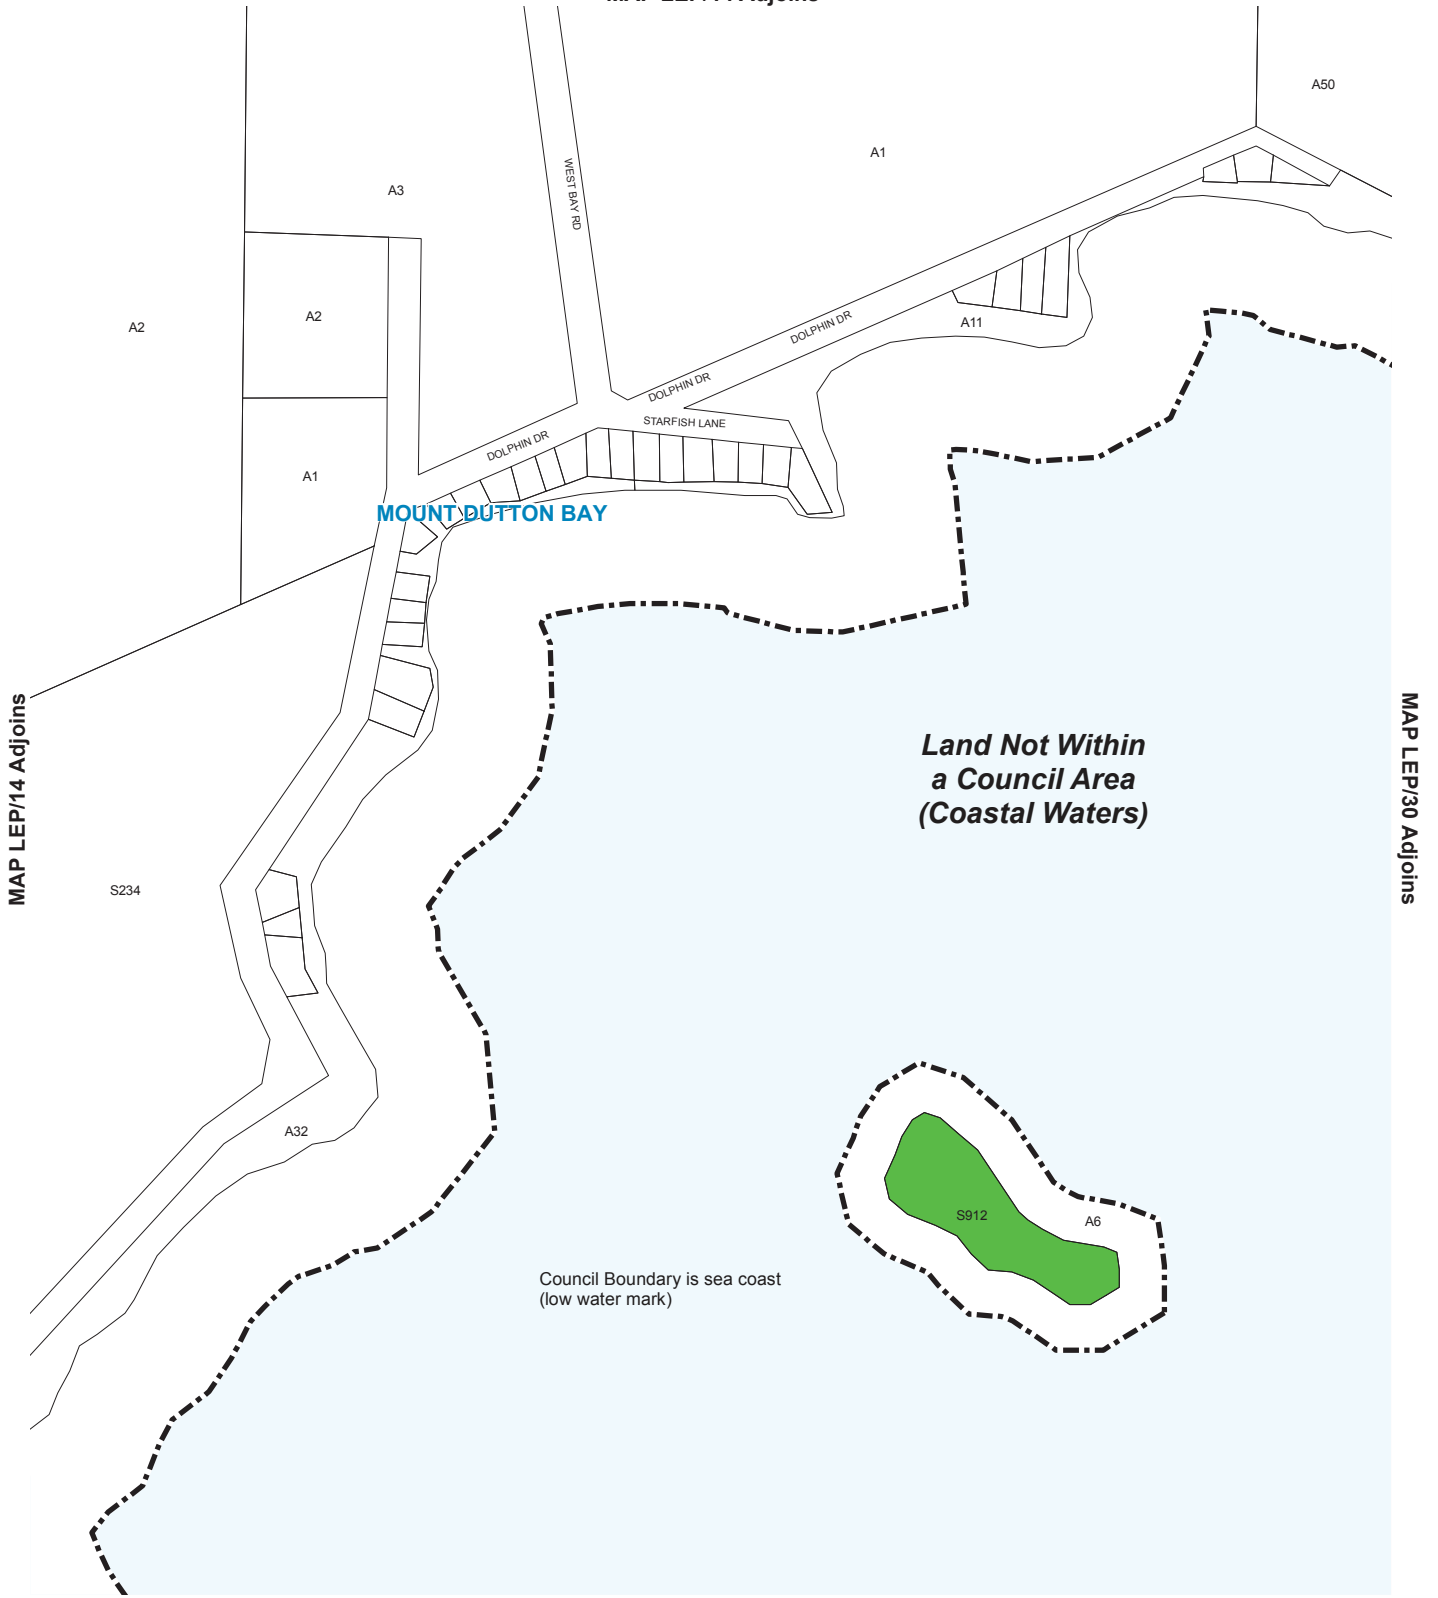 A50
A1
WEST BAY RD
A3
A2
A2
DOLPHIN DR
A11
DOLPHIN DR
STARFISH LANE
DOLPHIN DR
A1
MOUNT DUTTON BAY
MAP LEP/14 Adjoins
MAP LEP/30 Adjoins
Land Not Within
a Council Area
(Coastal Waters)
S234
A32
S912
A6
Council Boundary is sea coast
(low water mark)